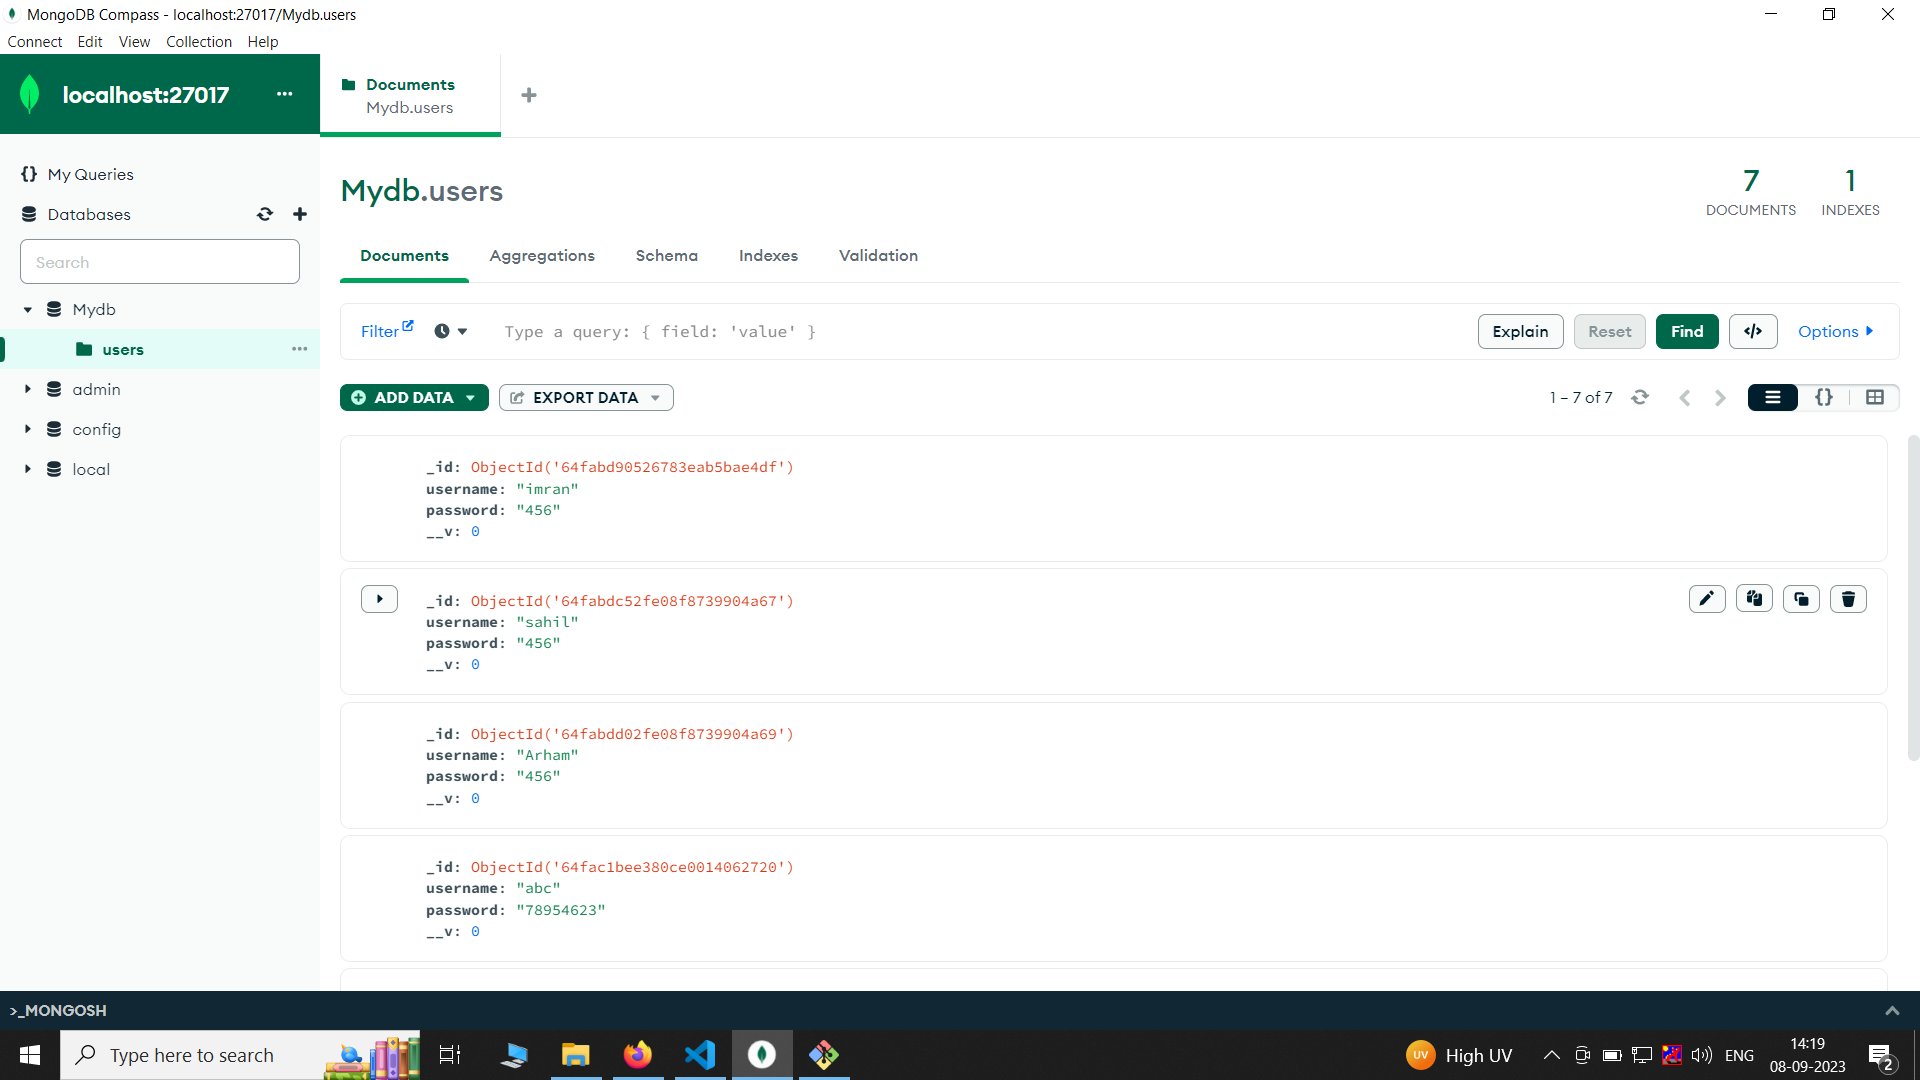 MongoDB Compass - localhost:27017/Mydb.users
Connect Edit View Collection Help
localhost:27017
Documents
Mydb.users
My Queries
Databases
Search
Mydb
users
admin
config
local
Mydb.users
7
DOCUMENTS
1
INDEXES
Documents Aggregations Schema Indexes Validation
Filter
Type a query: { field: 'value' }
Explain Reset Find </> Options
ADD DATA
EXPORT DATA
1 – 7 of 7
{}
_id: ObjectId('64fabd90526783eab5bae4df')
username: "imran"
password: "456"
__v: 0
_id: ObjectId('64fabdc52fe08f8739904a67')
username: "sahil"
password: "456"
__v: 0
_id: ObjectId('64fabdd02fe08f8739904a69')
username: "Arham"
password: "456"
__v: 0
_id: ObjectId('64fac1bee380ce0014062720')
username: "abc"
password: "78954623"
__v: 0
>_MONGOSH
Type here to search
UV
High UV
ENG
14:19
08-09-2023
2